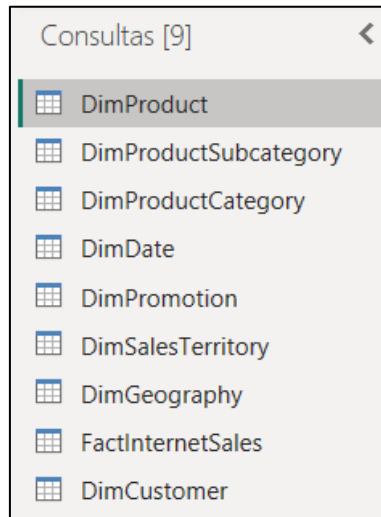 Consultas [9]
DimProduct
DimProductSubcategory
DimProductCategory
DimDate
DimPromotion
DimSalesTerritory
DimGeography
FactInternetSales
DimCustomer